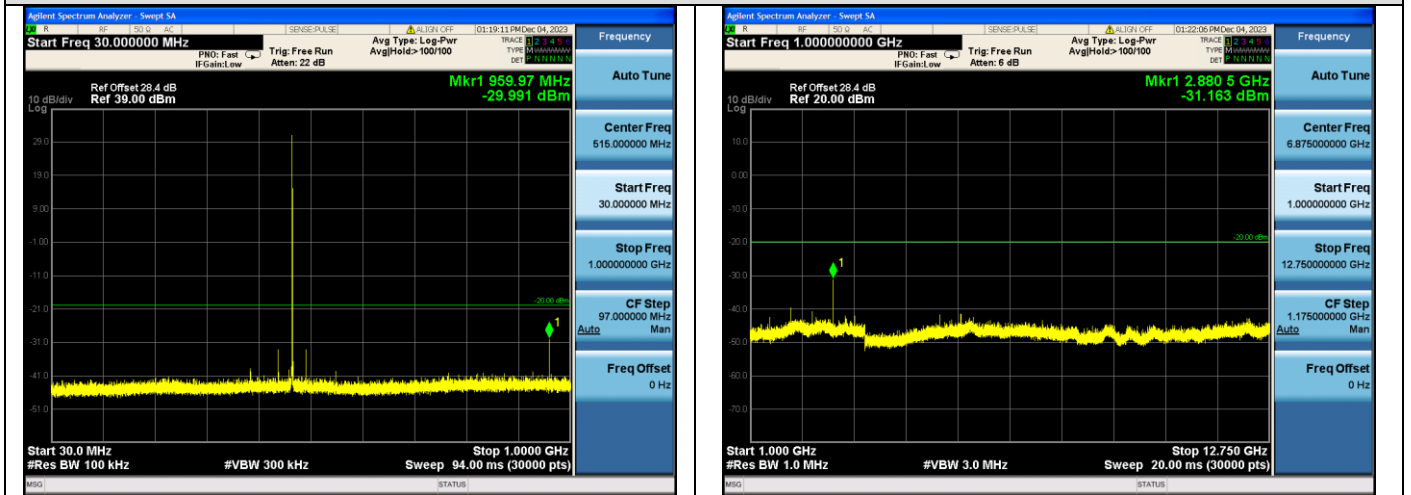 Agilent Spectrum Analyzer - Swept SA
R RF 50 Ω AC SENSE:PULSE ALIGN OFF 01:19:11 PM Dec 04, 2023
Start Freq 30.000000 MHz
PNO: Fast
IFGain:Low
Trig: Free Run
Atten: 22 dB
Avg Type: Log-Pwr
Avg|Hold:> 100/100
TRACE 1 2 3 4 5 6
TYPE M
DET P N N N N N
Mkr1 959.97 MHz
-29.991 dBm
Ref Offset 28.4 dB
10 dB/div Ref 39.00 dBm
Log
29.0
19.0
9.00
-1.00
-11.0
-20.00 dBm
-21.0
1
-31.0
-41.0
-51.0
Start 30.0 MHz Stop 1.0000 GHz
#Res BW 100 kHz #VBW 300 kHz Sweep 94.00 ms (30000 pts)
MSG STATUS
Frequency
Auto Tune
Center Freq
515.000000 MHz
Start Freq
30.000000 MHz
Stop Freq
1.000000000 GHz
CF Step
97.000000 MHz
Auto Man
Freq Offset
0 Hz
Agilent Spectrum Analyzer - Swept SA
R RF 50 Ω AC SENSE:PULSE ALIGN OFF 01:22:06 PM Dec 04, 2023
Start Freq 1.000000000 GHz
PNO: Fast
IFGain:Low
Trig: Free Run
Atten: 6 dB
Avg Type: Log-Pwr
Avg|Hold:> 100/100
TRACE 1 2 3 4 5 6
TYPE M
DET P N N N N N
Mkr1 2.880 5 GHz
-31.163 dBm
Ref Offset 28.4 dB
10 dB/div Ref 20.00 dBm
Log
10.0
0.00
-10.0
-20.0
-20.00 dBm
1
-30.0
-40.0
-50.0
-60.0
-70.0
Start 1.000 GHz Stop 12.750 GHz
#Res BW 1.0 MHz #VBW 3.0 MHz Sweep 20.00 ms (30000 pts)
MSG STATUS
Frequency
Auto Tune
Center Freq
6.875000000 GHz
Start Freq
1.000000000 GHz
Stop Freq
12.750000000 GHz
CF Step
1.175000000 GHz
Auto Man
Freq Offset
0 Hz